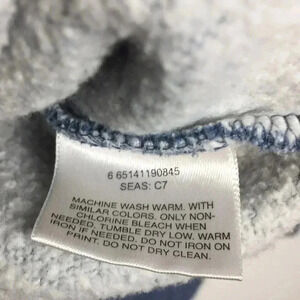 6 65141190845
SEAS: C7
MACHINE WASH WARM. WITH
SIMILAR COLORS. ONLY NON-
CHLORINE BLEACH WHEN
NEEDED. TUMBLE DRY LOW. WARM
IRON IF NEEDED. DO NOT IRON ON
PRINT. DO NOT DRY CLEAN.